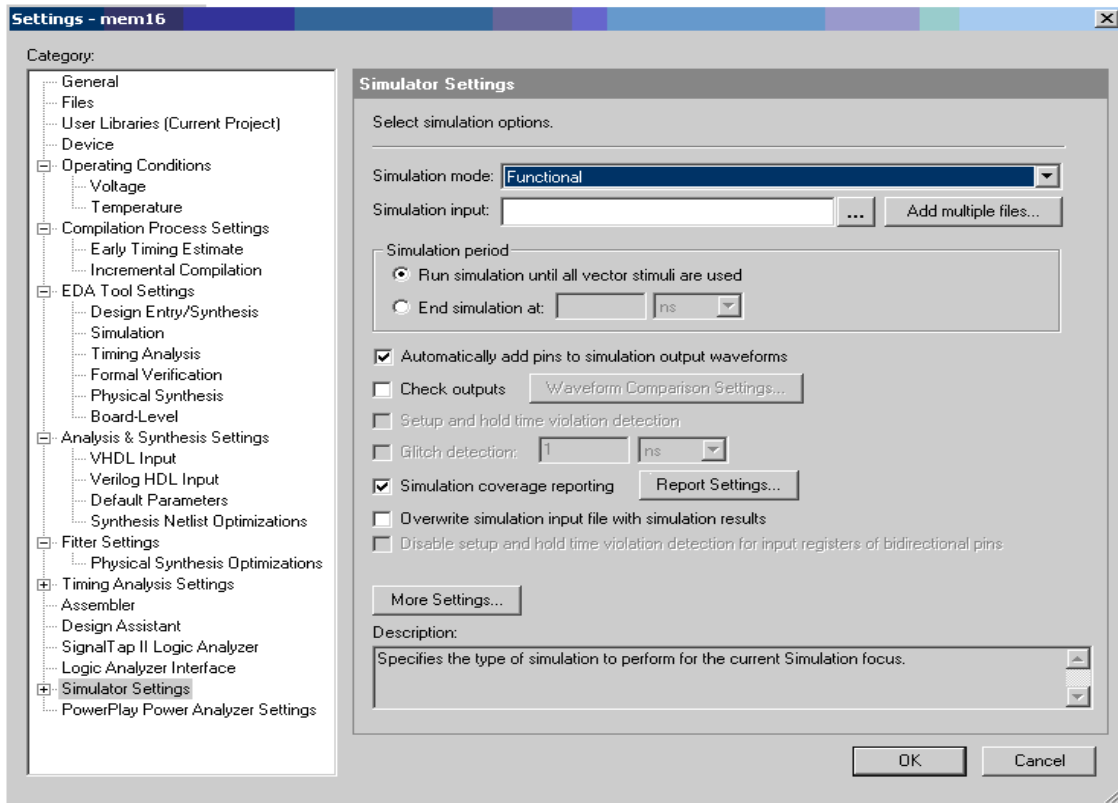 Settings - mem16
Category:
General
Files
User Libraries (Current Project)
Device
Operating Conditions
Voltage
Temperature
Compilation Process Settings
Early Timing Estimate
Incremental Compilation
EDA Tool Settings
Design Entry/Synthesis
Simulation
Timing Analysis
Formal Verification
Physical Synthesis
Board-Level
Analysis & Synthesis Settings
VHDL Input
Verilog HDL Input
Default Parameters
Synthesis Netlist Optimizations
Fitter Settings
Physical Synthesis Optimizations
Timing Analysis Settings
Assembler
Design Assistant
SignalTap II Logic Analyzer
Logic Analyzer Interface
Simulator Settings
PowerPlay Power Analyzer Settings
Simulator Settings
Select simulation options.
Simulation mode: Functional
Simulation input: ... Add multiple files...
Simulation period
Run simulation until all vector stimuli are used
End simulation at: ns
Automatically add pins to simulation output waveforms
Check outputs Waveform Comparison Settings...
Setup and hold time violation detection
Glitch detection: 1 ns
Simulation coverage reporting Report Settings...
Overwrite simulation input file with simulation results
Disable setup and hold time violation detection for input registers of bidirectional pins
More Settings...
Description:
Specifies the type of simulation to perform for the current Simulation focus.
OK Cancel